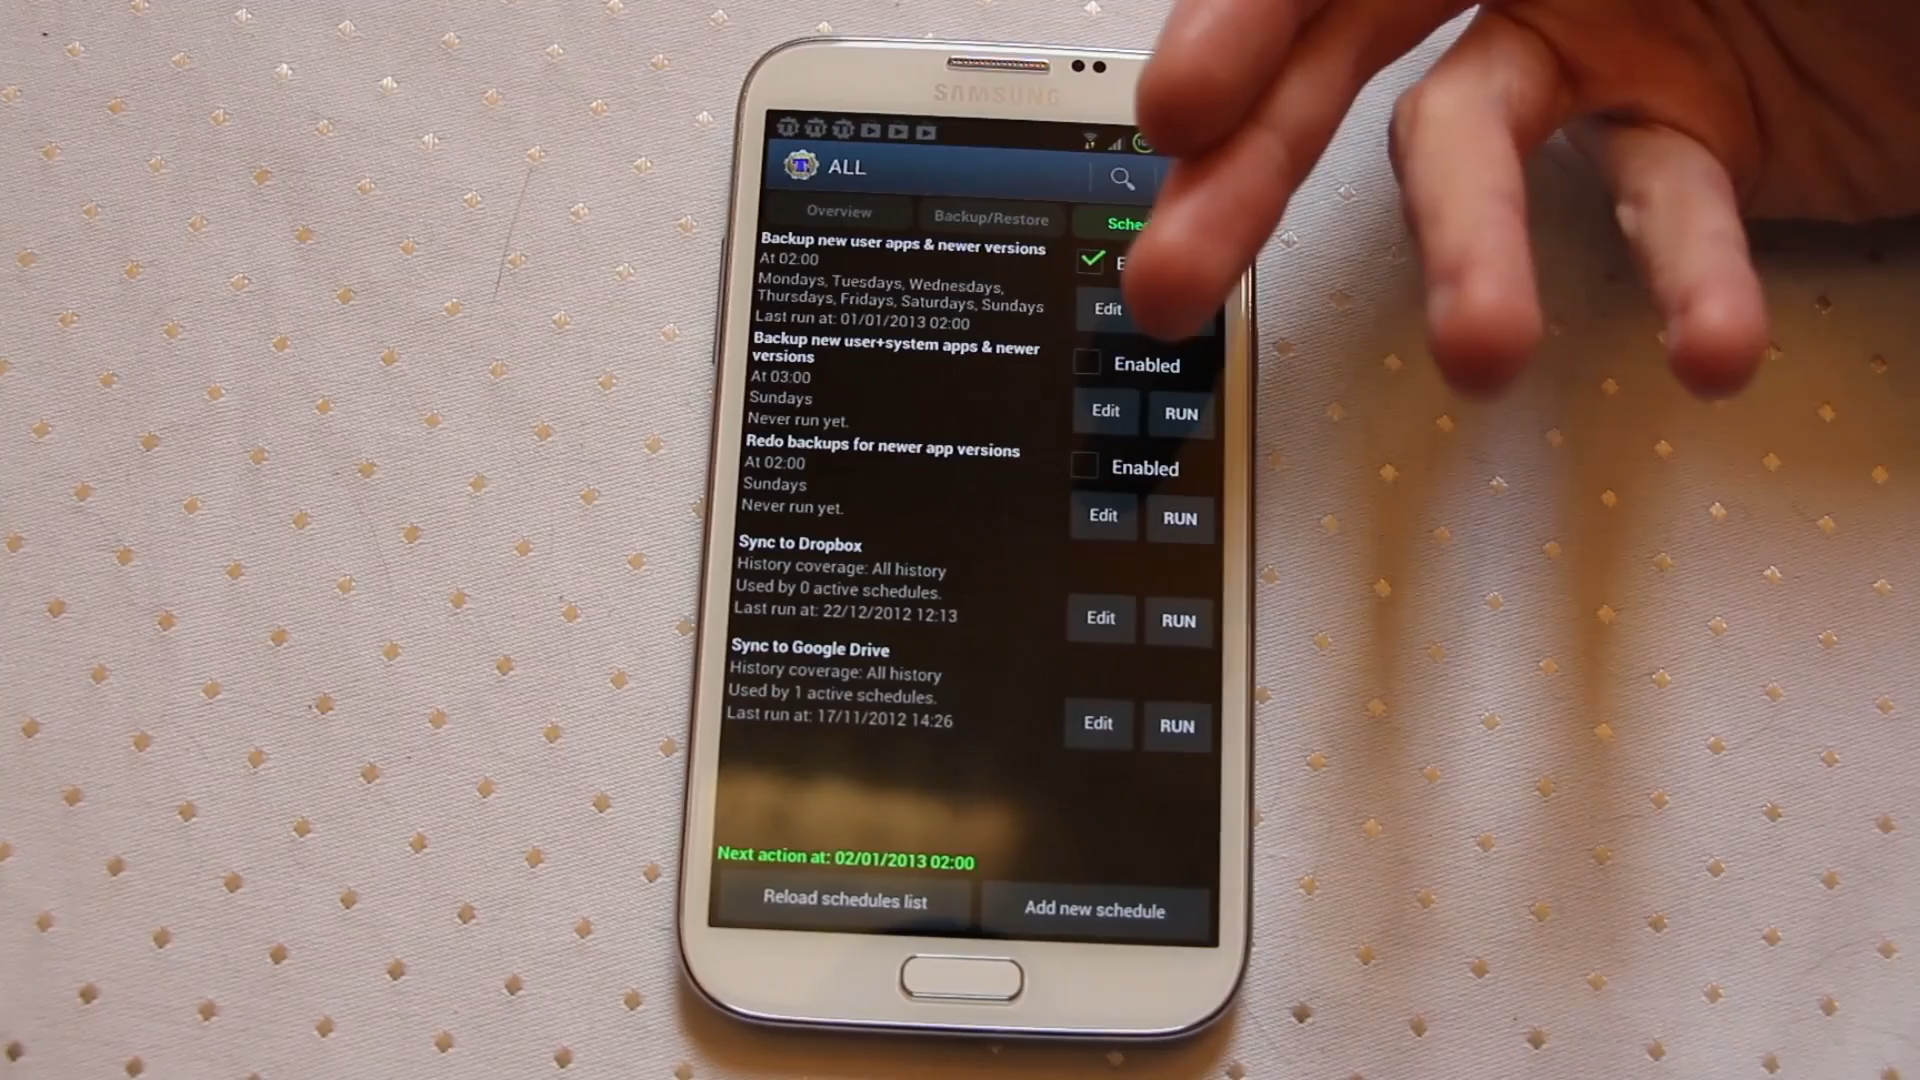 SAMSUNG
ALL
Overview
Backup/Restore
Backup new user apps & newer versions
At 02:00
Mondays, Tuesdays, Wednesdays,
Thursdays, Fridays, Saturdays, Sundays
Last run at: 01/01/2013 02:00
Edit
Backup new user+system apps & newer
versions
At 03:00
Sundays
Never run yet.
Enabled
Edit
RUN
Redo backups for newer app versions
At 02:00
Sundays
Never run yet.
Enabled
Edit
RUN
Sync to Dropbox
History coverage: All history
Used by 0 active schedules.
Last run at: 22/12/2012 12:13
Edit
RUN
Sync to Google Drive
History coverage: All history
Used by 1 active schedules.
Last run at: 17/11/2012 14:26
Edit
RUN
Next action at: 02/01/2013 02:00
Reload schedules list
Add new schedule